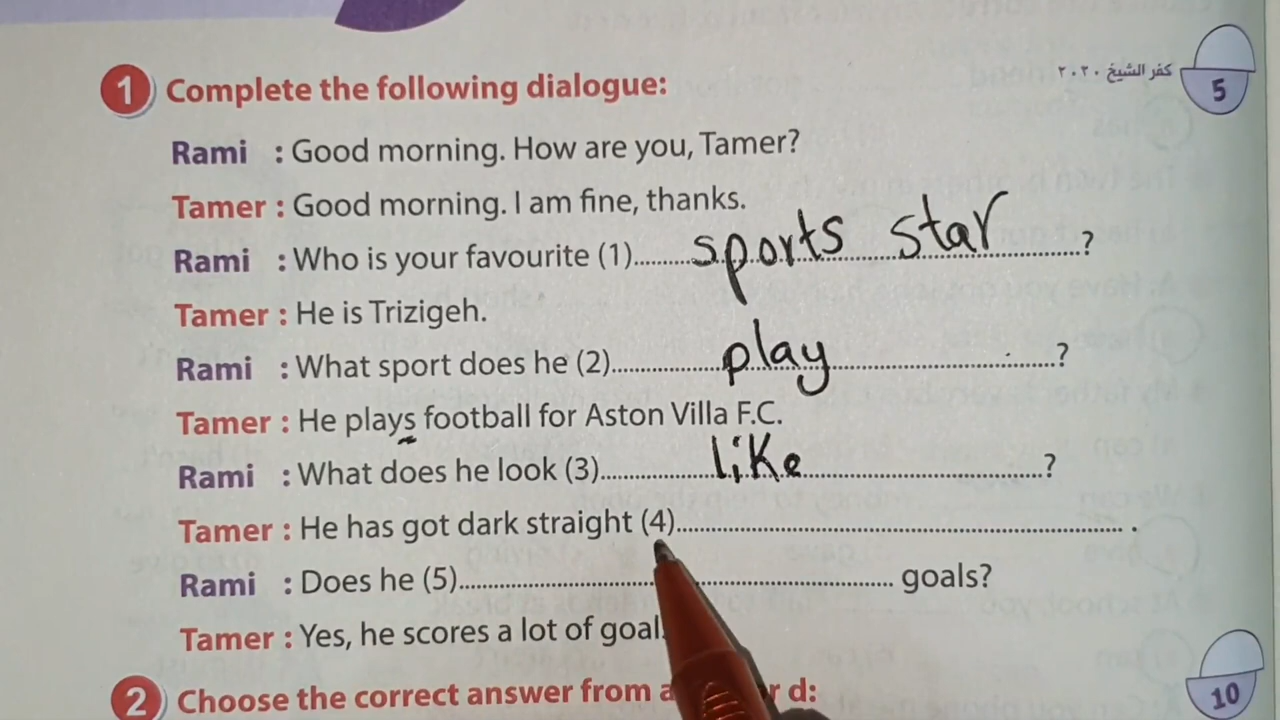 كفر الشيخ ٢٠٢٠
5
1 Complete the following dialogue:
Rami : Good morning. How are you, Tamer?
Tamer : Good morning. I am fine, thanks.
Rami : Who is your favourite (1)......... sports star .........?
Tamer : He is Trizigeh.
Rami : What sport does he (2)......... play .........?
Tamer : He plays football for Aston Villa F.C.
Rami : What does he look (3)......... like .........?
Tamer : He has got dark straight (4)......... .
Rami : Does he (5)......... goals?
Tamer : Yes, he scores a lot of goal
10
2 Choose the correct answer from a d: